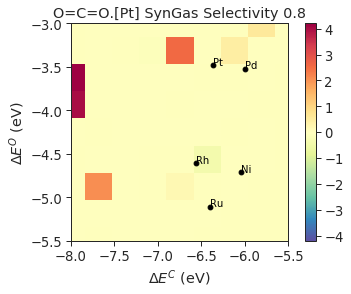 O=C=O.[Pt] SynGas Selectivity 0.8
−3.0
−3.5
−4.0
−4.5
−5.0
−5.5
ΔE^O (eV)
Pt
Pd
Rh
Ni
Ru
−8.0 −7.5 −7.0 −6.5 −6.0 −5.5
ΔE^C (eV)
4
3
2
1
0
−1
−2
−3
−4